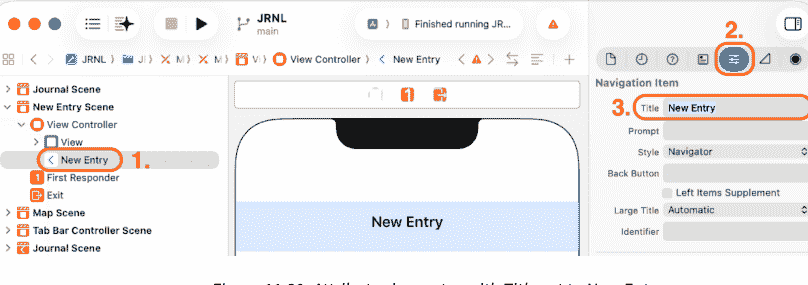 JRNL
main
Finished running JR...
2.
JRNL
View Controller
New Entry
Journal Scene
New Entry Scene
View Controller
View
New Entry
1.
First Responder
Exit
Map Scene
Tab Bar Controller Scene
Journal Scene
1
New Entry
Navigation Item
3.
Title New Entry
Prompt
Style Navigator
Back Button
Left Items Supplement
Large Title Automatic
Identifier